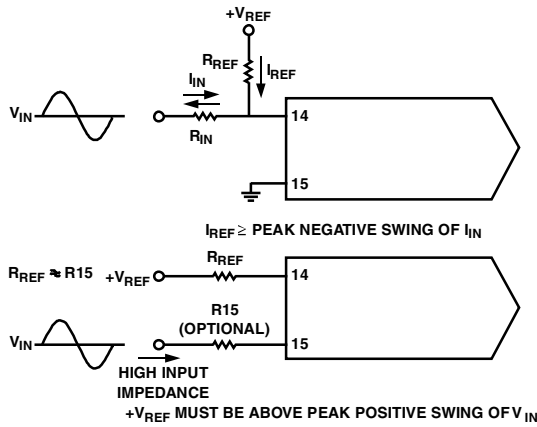 +VREF
RREF
IREF
IIN
VIN
RIN
14
15
IREF ≥ PEAK NEGATIVE SWING OF IIN
RREF ≈ R15
+VREF
RREF
14
R15
(OPTIONAL)
VIN
15
HIGH INPUT
IMPEDANCE
+VREF MUST BE ABOVE PEAK POSITIVE SWING OF VIN